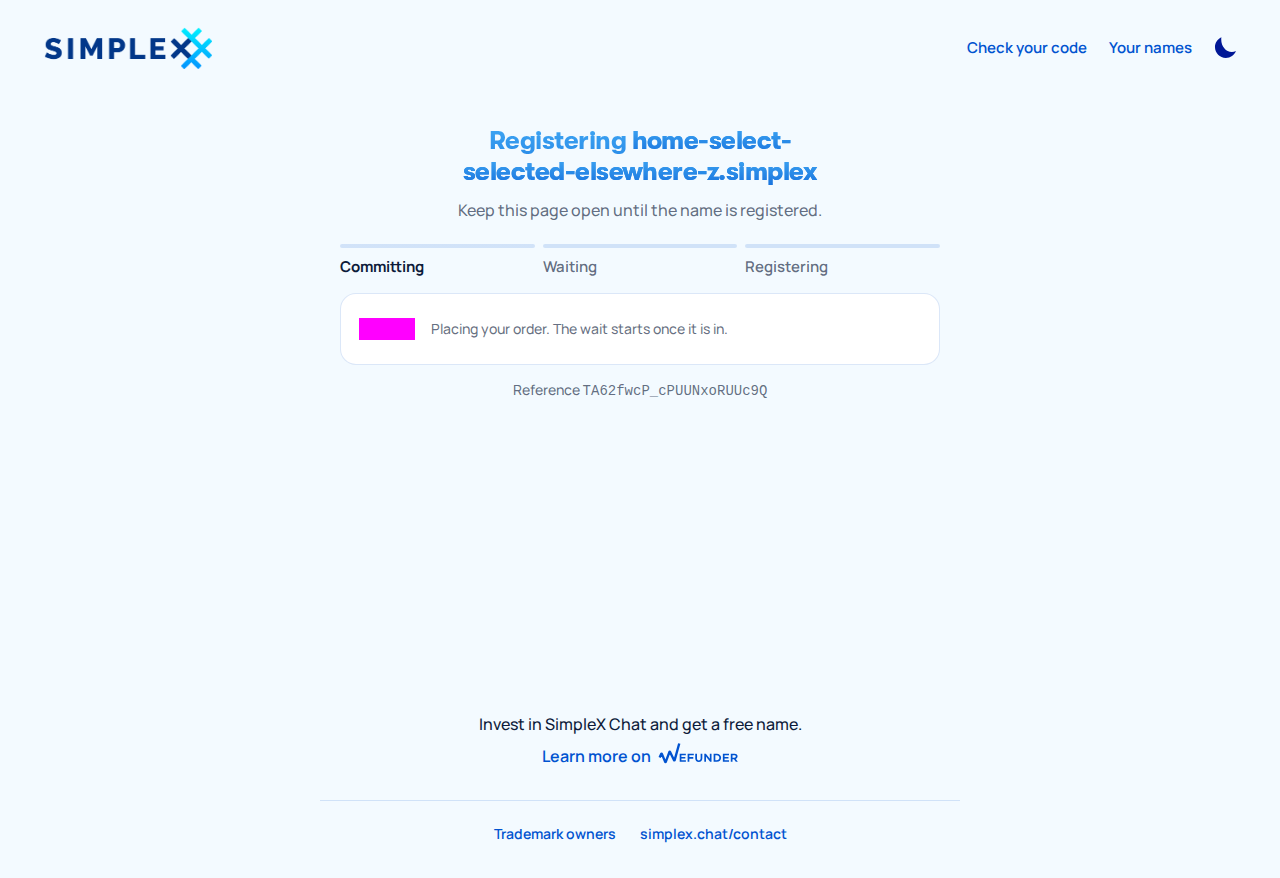 SIMPLEX
Check your code
Your names
Registering home-select-
selected-elsewhere-z.simplex
Keep this page open until the name is registered.
Committing
Waiting
Registering
Placing your order. The wait starts once it is in.
Reference TA62fwcP_cPUUNxoRUUc9Q
Invest in SimpleX Chat and get a free name.
Learn more on WEFUNDER
Trademark owners
simplex.chat/contact